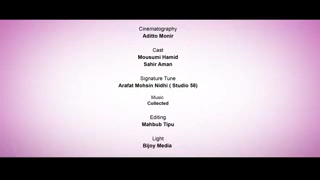 Cinematography
Aditto Monir
Cast
Mousumi Hamid
Sahir Aman
Signature Tune
Arafat Mohsin Nidhi ( Studio 58)
Music
Collected
Editing
Mahbub Tipu
Light
Bijoy Media